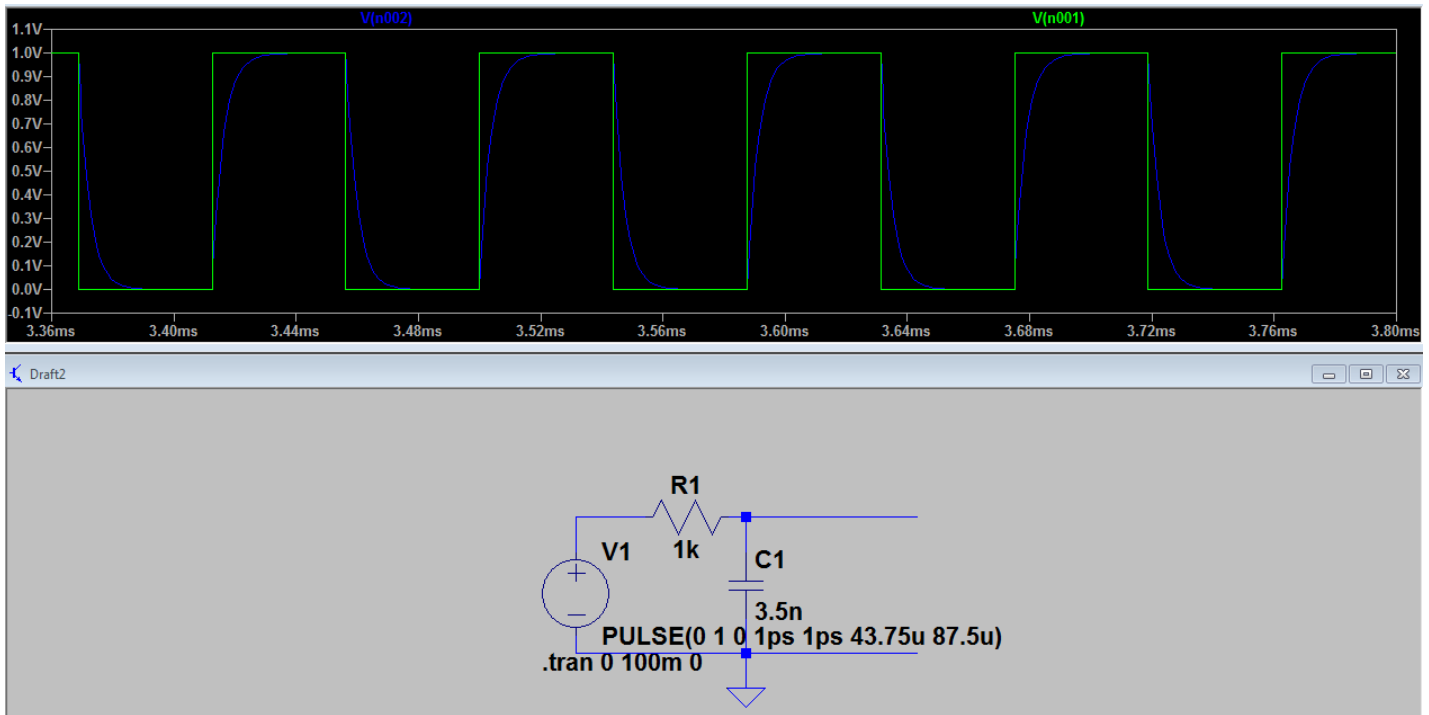 V(n002) V(n001)
1.1V
1.0V
0.9V
0.8V
0.7V
0.6V
0.5V
0.4V
0.3V
0.2V
0.1V
0.0V
-0.1V
3.36ms 3.40ms 3.44ms 3.48ms 3.52ms 3.56ms 3.60ms 3.64ms 3.68ms 3.72ms 3.76ms 3.80ms
Draft2
R1
V1 1k C1
3.5n
PULSE(0 1 0 1ps 1ps 43.75u 87.5u)
.tran 0 100m 0